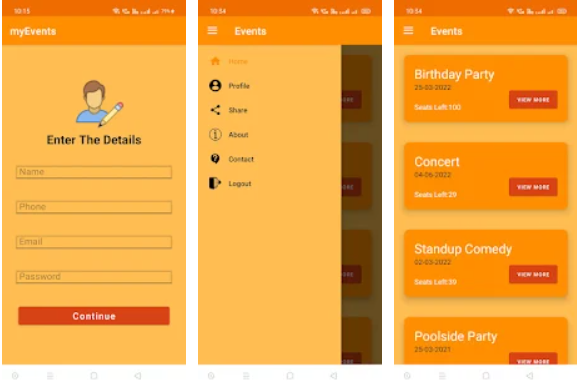 10:15
myEvents
Enter The Details
Name
Phone
Email
Password
Continue
10:54
Events
Home
Profile
Share
About
Contact
Logout
10:54
Events
Birthday Party
25-03-2022
Seats Left:100
VIEW MORE
Concert
04-06-2022
Seats Left:29
VIEW MORE
Standup Comedy
02-03-2022
Seats Left:39
VIEW MORE
Poolside Party
25-03-2021
VIEW MORE